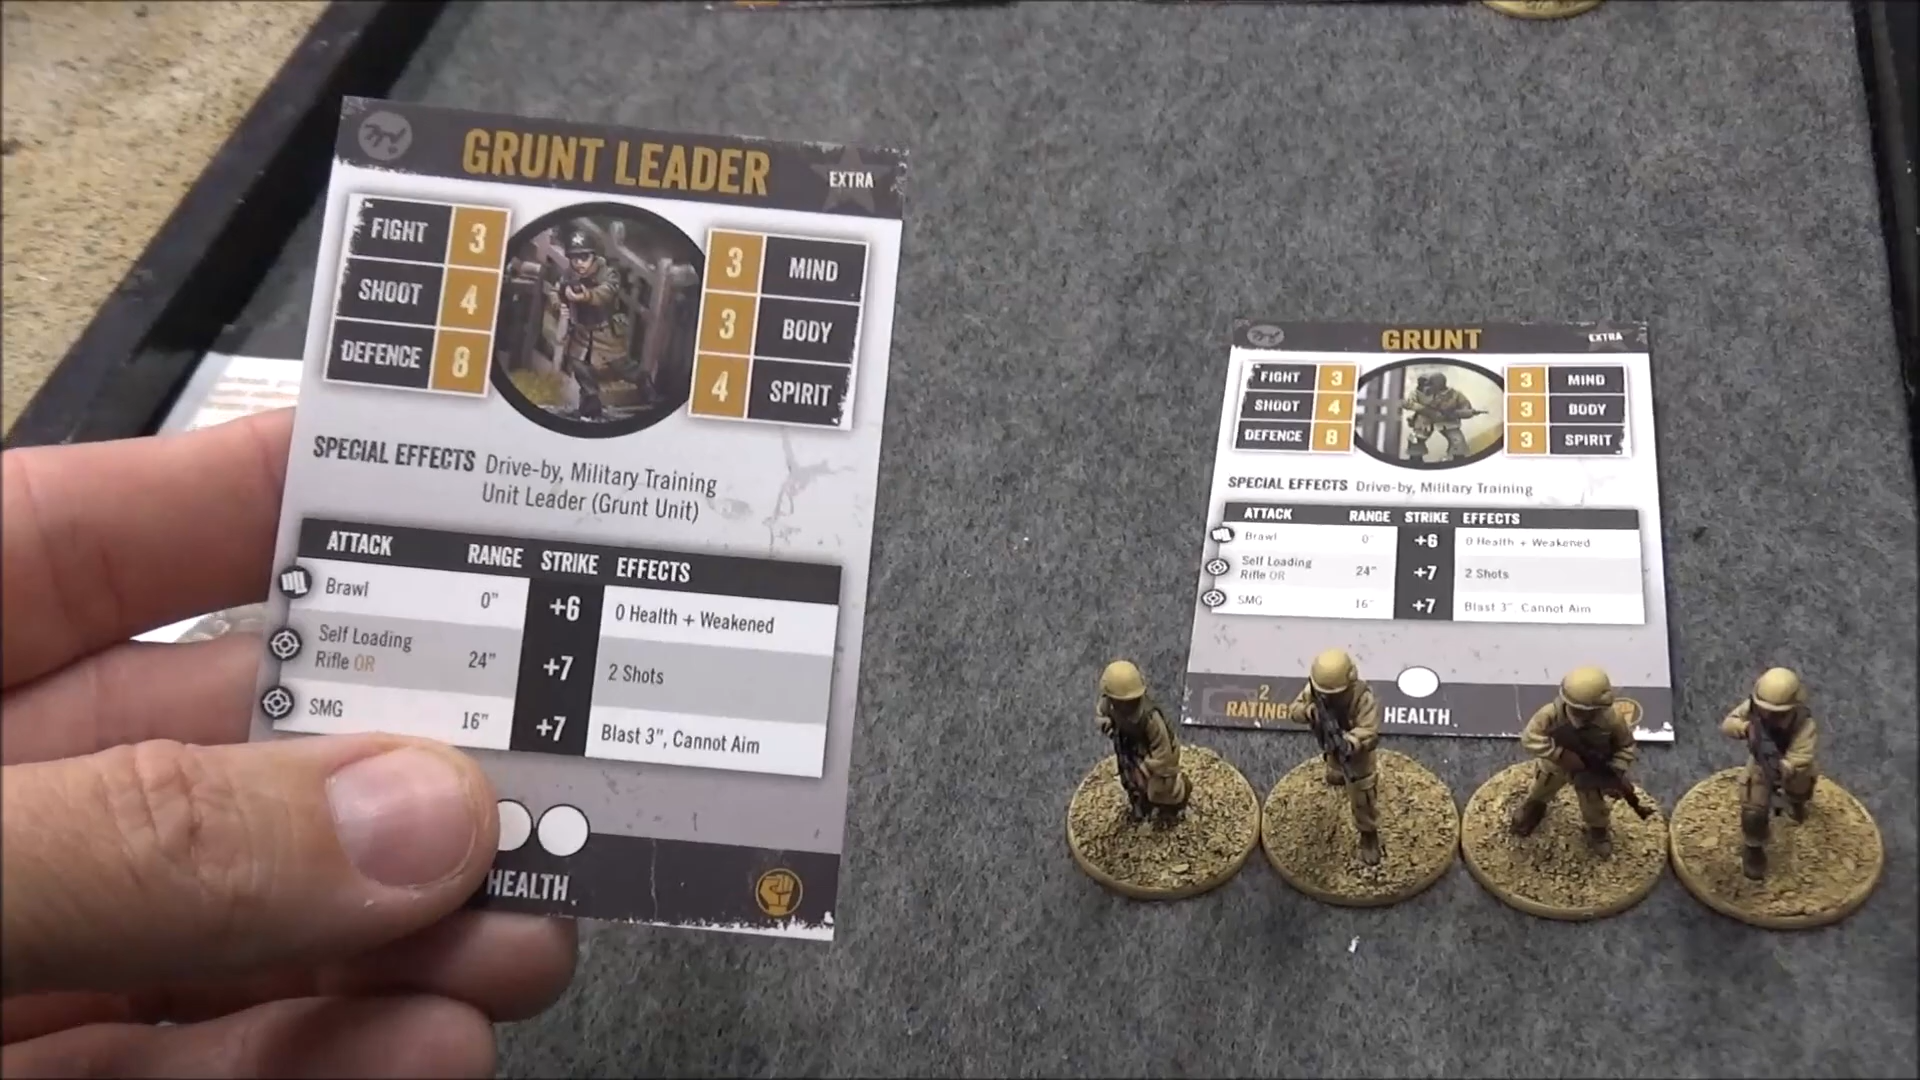 GRUNT LEADER
EXTRA
FIGHT 3
SHOOT 4
DEFENCE 8
3 MIND
3 BODY
4 SPIRIT
SPECIAL EFFECTS Drive-by, Military Training
Unit Leader (Grunt Unit)
ATTACK RANGE STRIKE EFFECTS
Brawl 0" +6 0 Health + Weakened
Self Loading
Rifle OR 24" +7 2 Shots
SMG 16" +7 Blast 3", Cannot Aim
HEALTH
GRUNT
EXTRA
FIGHT 3
SHOOT 4
DEFENCE 8
3 MIND
3 BODY
3 SPIRIT
SPECIAL EFFECTS Drive-by, Military Training
ATTACK RANGE STRIKE EFFECTS
Brawl 0" +6 0 Health + Weakened
Self Loading
Rifle OR 24" +7 2 Shots
SMG 16" +7 Blast 3", Cannot Aim
2
RATING
HEALTH